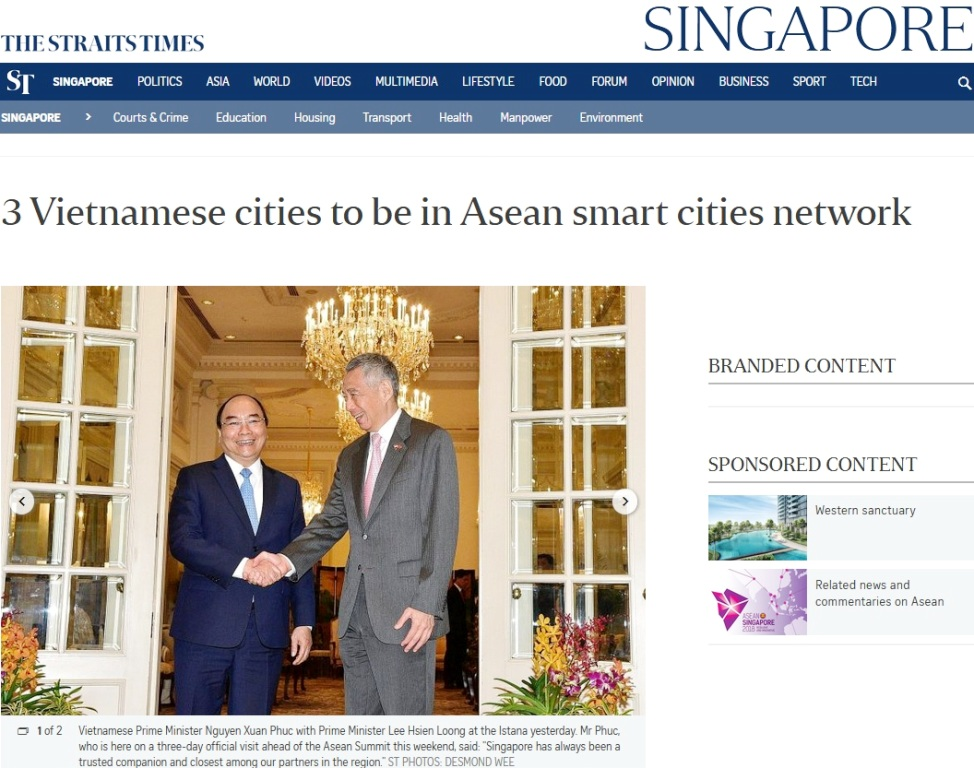 THE STRAITS TIMES
SINGAPORE
ST SINGAPORE POLITICS ASIA WORLD VIDEOS MULTIMEDIA LIFESTYLE FOOD FORUM OPINION BUSINESS SPORT TECH
SINGAPORE > Courts & Crime Education Housing Transport Health Manpower Environment
3 Vietnamese cities to be in Asean smart cities network
BRANDED CONTENT
SPONSORED CONTENT
Western sanctuary
Related news and
commentaries on Asean
ASEAN
SINGAPORE
2018
1 of 2
Vietnamese Prime Minister Nguyen Xuan Phuc with Prime Minister Lee Hsien Loong at the Istana yesterday. Mr Phuc,
who is here on a three-day official visit ahead of the Asean Summit this weekend, said: "Singapore has always been a
trusted companion and closest among our partners in the region." ST PHOTOS: DESMOND WEE